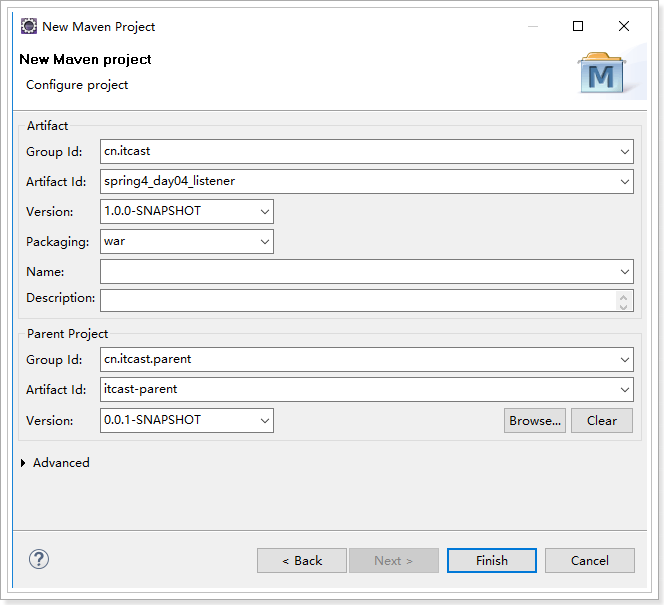 New Maven Project
New Maven project
Configure project
M
Artifact
Group Id: cn.itcast
Artifact Id: spring4_day04_listener
Version: 1.0.0-SNAPSHOT
Packaging: war
Name:
Description:
Parent Project
Group Id: cn.itcast.parent
Artifact Id: itcast-parent
Version: 0.0.1-SNAPSHOT Browse... Clear
Advanced
? < Back Next > Finish Cancel